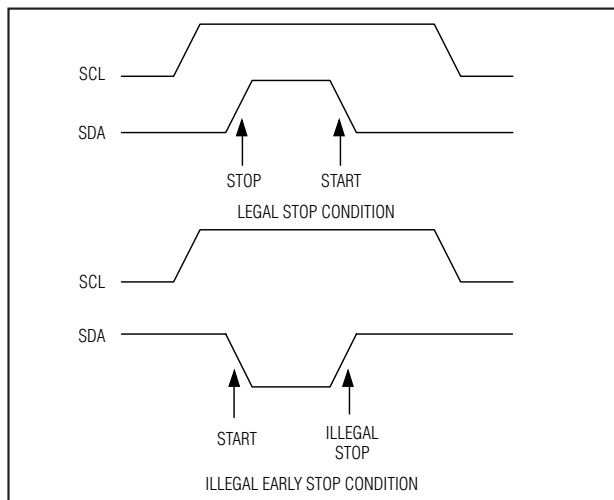 SCL
SDA
STOP START
LEGAL STOP CONDITION
SCL
SDA
START ILLEGAL
STOP
ILLEGAL EARLY STOP CONDITION